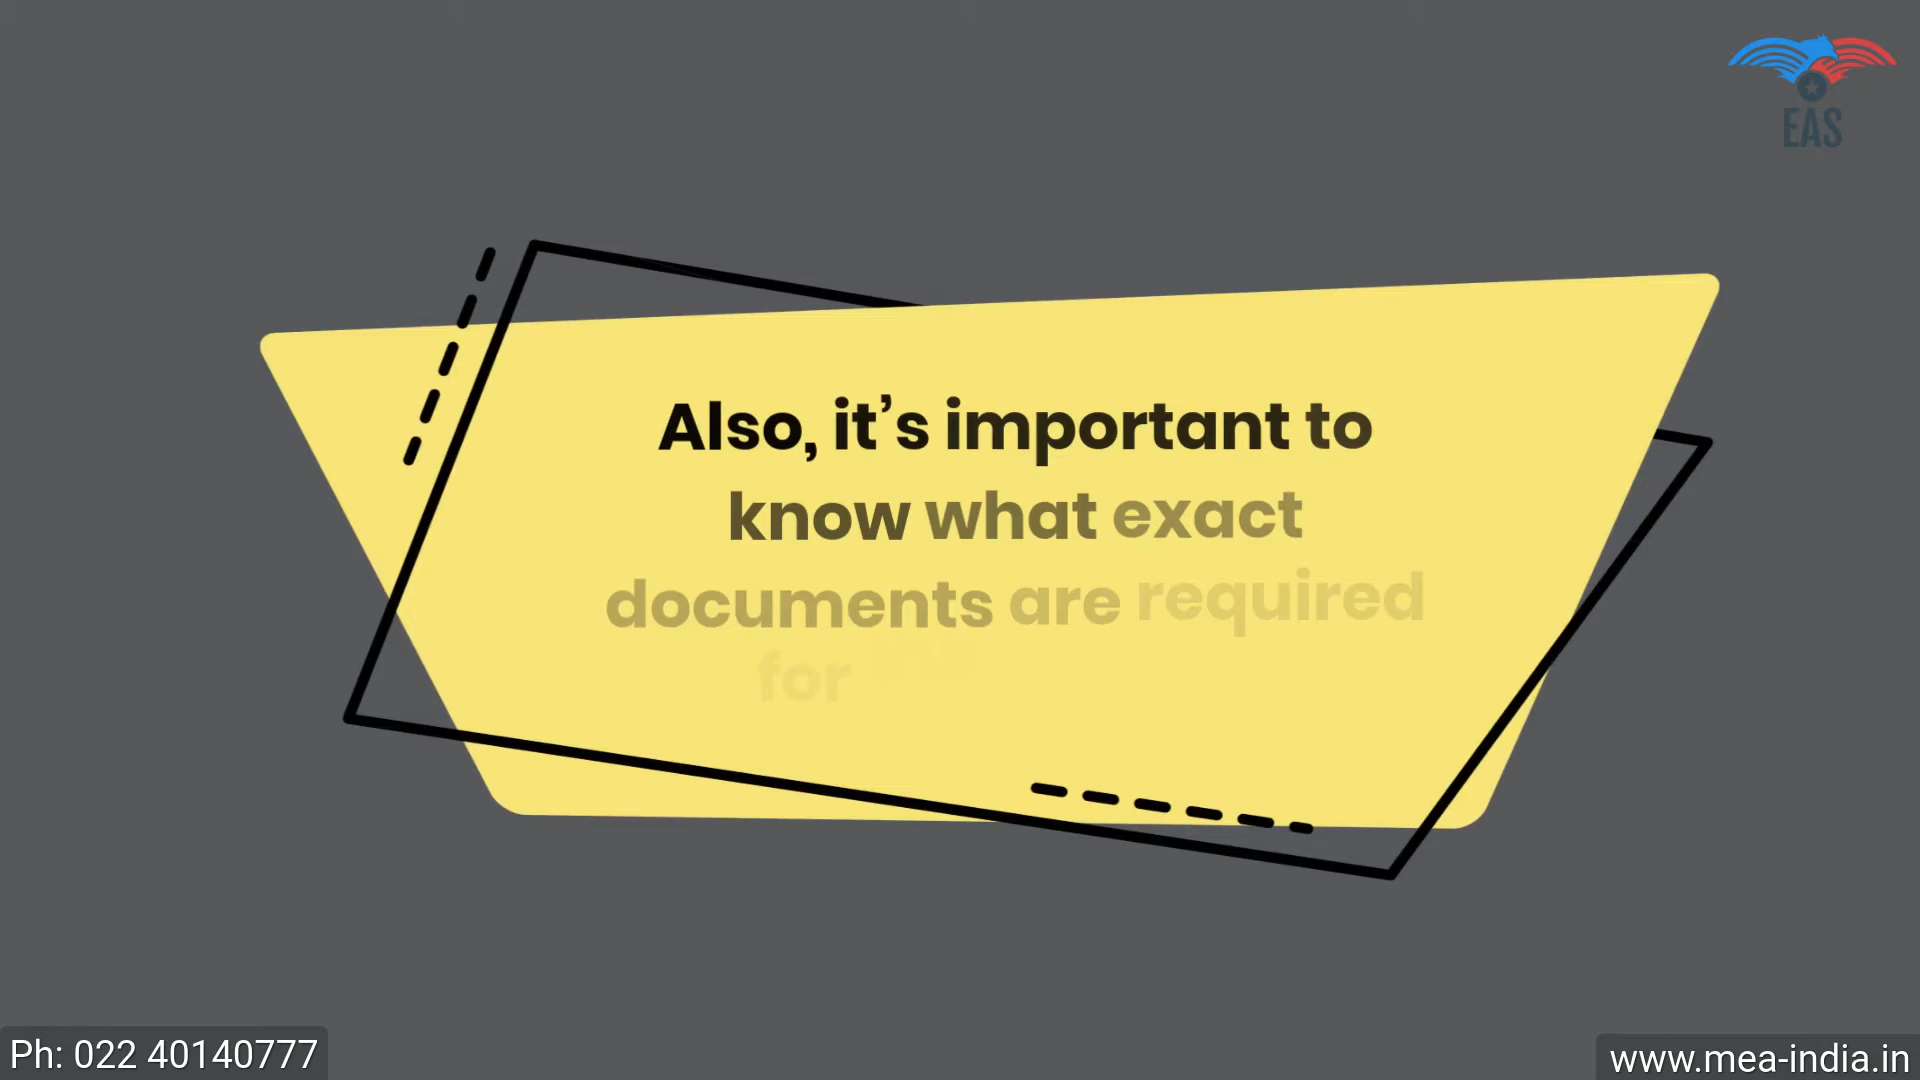 EAS
Also, it’s important to
know what exact
documents are required
for
Ph: 022 40140777
www.mea-india.in